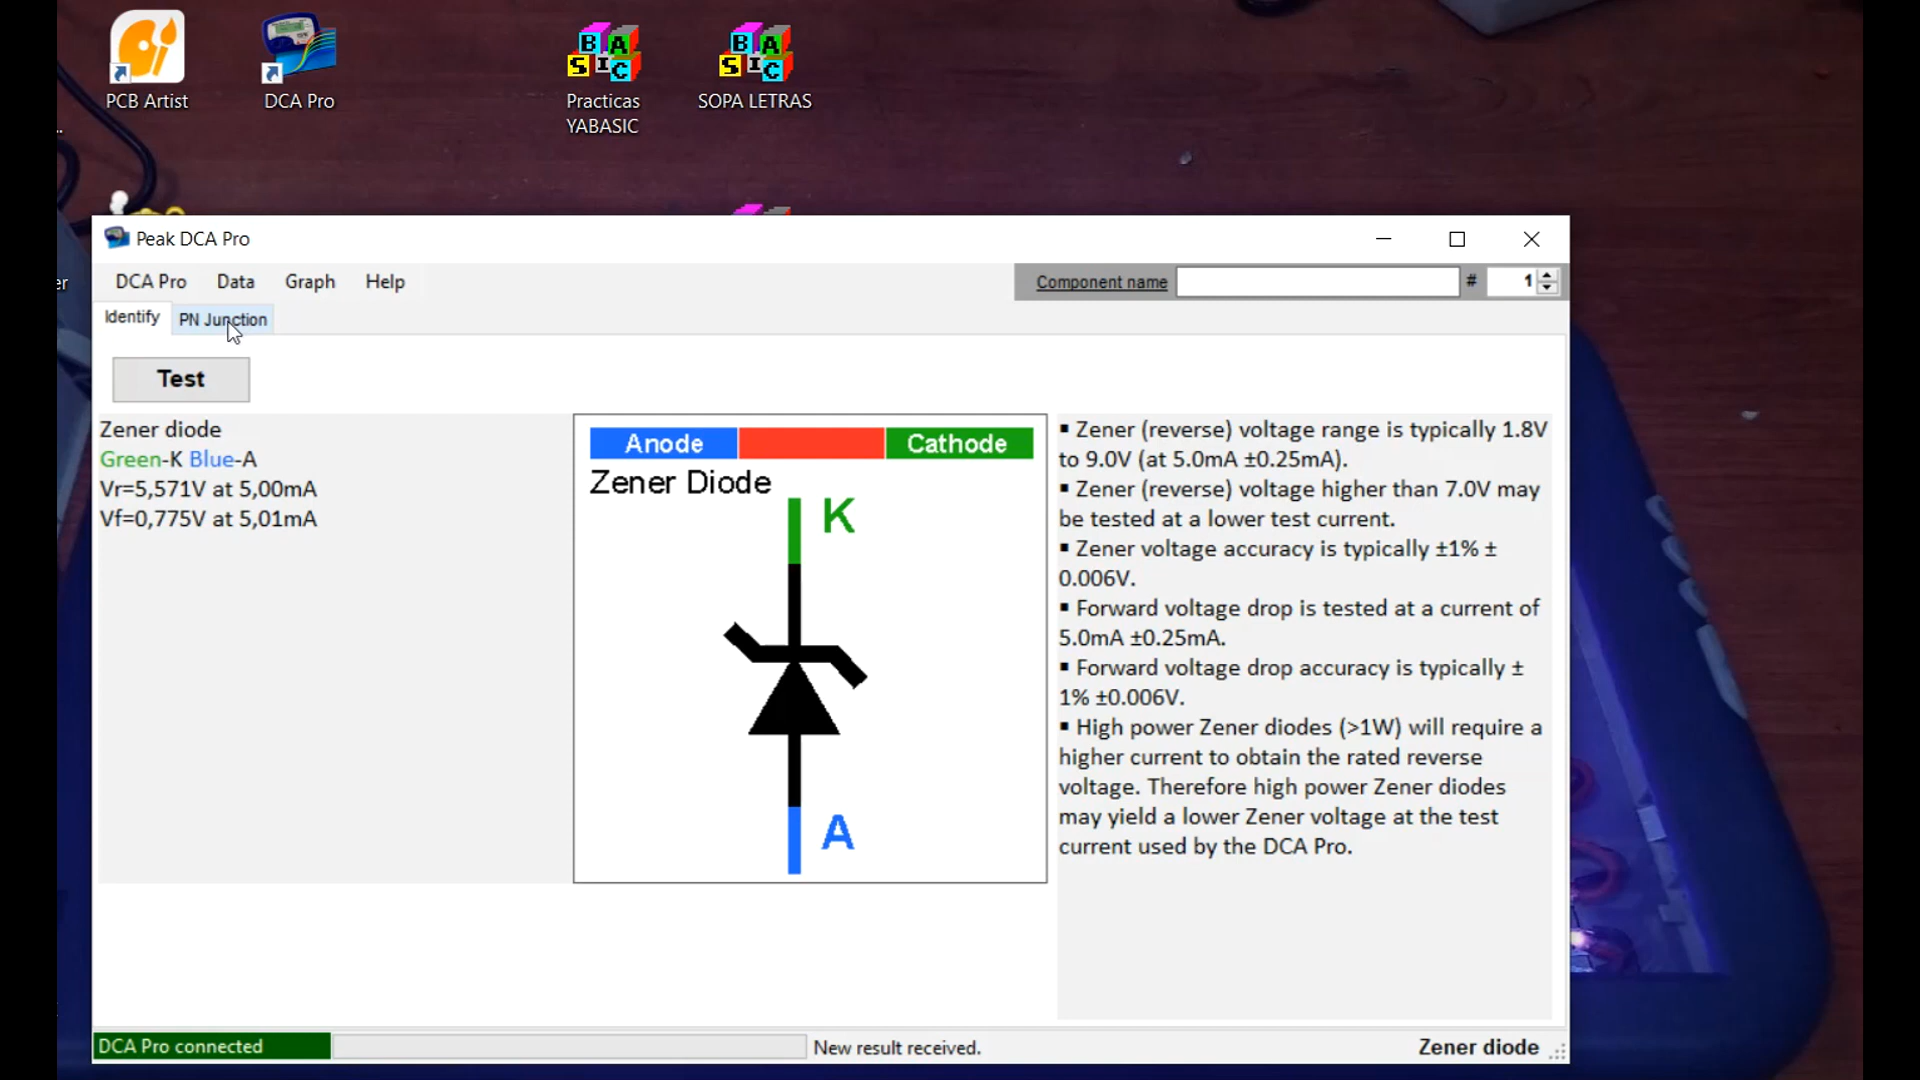 PCB Artist
DCA Pro
Practicas
YABASIC
SOPA LETRAS
...
er
Peak DCA Pro
DCA Pro Data Graph Help
Component name # 1
Identify PN Junction
Test
Zener diode
Green-K Blue-A
Vr=5,571V at 5,00mA
Vf=0,775V at 5,01mA
Anode Cathode
Zener Diode
K
A
▪ Zener (reverse) voltage range is typically 1.8V
to 9.0V (at 5.0mA ±0.25mA).
▪ Zener (reverse) voltage higher than 7.0V may
be tested at a lower test current.
▪ Zener voltage accuracy is typically ±1% ±
0.006V.
▪ Forward voltage drop is tested at a current of
5.0mA ±0.25mA.
▪ Forward voltage drop accuracy is typically ±
1% ±0.006V.
▪ High power Zener diodes (>1W) will require a
higher current to obtain the rated reverse
voltage. Therefore high power Zener diodes
may yield a lower Zener voltage at the test
current used by the DCA Pro.
DCA Pro connected
New result received.
Zener diode